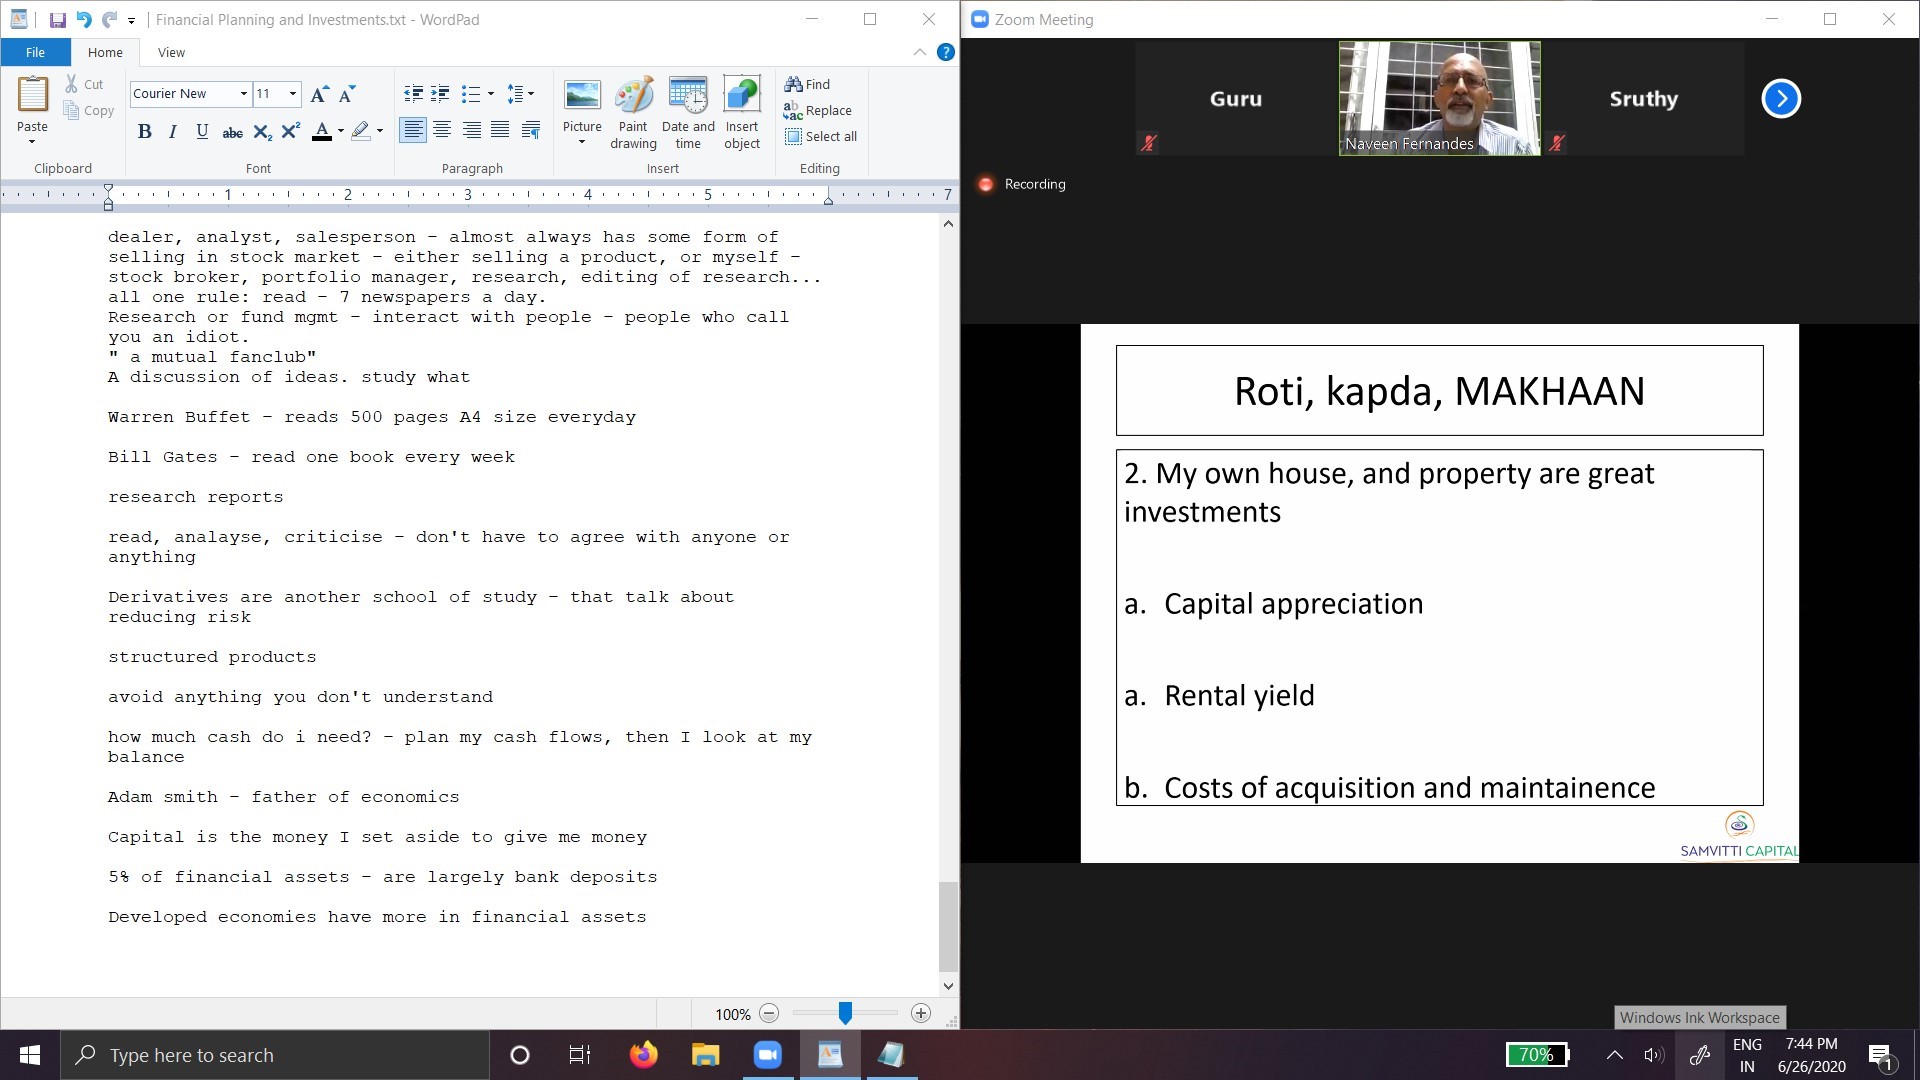 Financial Planning and Investments.txt - WordPad
File Home View
Paste
Cut
Copy
Clipboard
Courier New 11
B I U abc X₂ X² A
Font
Paragraph
Picture
Paint drawing
Date and time
Insert object
Insert
Find
Replace
Select all
Editing
1 2 3 4 5 7
dealer, analyst, salesperson - almost always has some form of
selling in stock market - either selling a product, or myself -
stock broker, portfolio manager, research, editing of research...
all one rule: read - 7 newspapers a day.
Research or fund mgmt - interact with people - people who call
you an idiot.
" a mutual fanclub"
A discussion of ideas. study what
Warren Buffet - reads 500 pages A4 size everyday
Bill Gates - read one book every week
research reports
read, analayse, criticise - don't have to agree with anyone or
anything
Derivatives are another school of study - that talk about
reducing risk
structured products
avoid anything you don't understand
how much cash do i need? - plan my cash flows, then I look at my
balance
Adam smith - father of economics
Capital is the money I set aside to give me money
5% of financial assets - are largely bank deposits
Developed economies have more in financial assets
100%
Zoom Meeting
Guru
Naveen Fernandes
Sruthy
Recording
Roti, kapda, MAKHAAN
2. My own house, and property are great
investments
a. Capital appreciation
a. Rental yield
b. Costs of acquisition and maintainence
SAMVITTI CAPITAL
Windows Ink Workspace
Type here to search
70%
ENG
IN
7:44 PM
6/26/2020
1